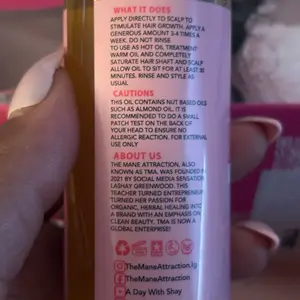 WHAT IT DOES
APPLY DIRECTLY TO SCALP TO
STIMULATE HAIR GROWTH. APPLY A
GENEROUS AMOUNT 3-4 TIMES A
WEEK. DO NOT RINSE
TO USE AS HOT OIL TREATMENT
WARM OIL, AND COMPLETELY
SATURATE HAIR SHAFT AND SCALP
ALLOW OIL TO SIT FOR AT LEAST 30
MINUTES. RINSE AND STYLE AS
USUAL
CAUTIONS
THIS OIL CONTAINS NUT BASED OILS
SUCH AS ALMOND OIL. IT IS
RECOMMENDED TO DO A SMALL
PATCH TEST ON THE BACK OF
YOUR HEAD TO ENSURE NO
ALLERGIC REACTION. FOR EXTERNAL
USE ONLY
ABOUT US
THE MANE ATTRACTION, ALSO
KNOWN AS TMA, WAS FOUNDED IN
2021 BY SOCIAL MEDIA SENSATION
LASHAY GREENWOOD. THIS
TEACHER TURNED ENTREPRENEUR
TURNED HER PASSION FOR
ORGANIC, HERBAL HEALING INTO
A BRAND WITH AN EMPHASIS ON
CLEAN BEAUTY. TMA IS NOW A
GLOBAL ENTERPRISE!
TheManeAttraction.lg
TheManeAttraction
A Day With Shay